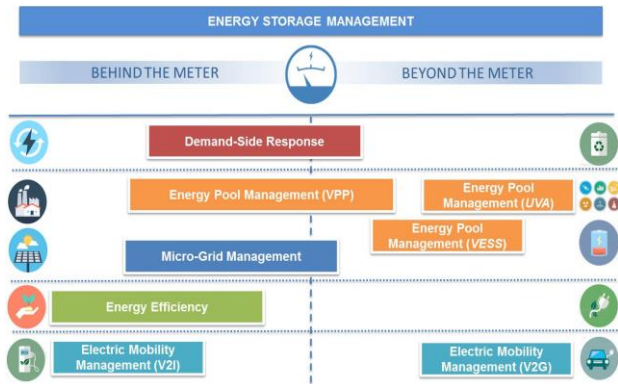 ENERGY STORAGE MANAGEMENT
BEHIND THE METER
BEYOND THE METER
Demand-Side Response
Energy Pool Management (VPP)
Energy Pool
Management (UVA)
Energy Pool
Management (VESS)
Micro-Grid Management
Energy Efficiency
Electric Mobility
Management (V2I)
Electric Mobility
Management (V2G)